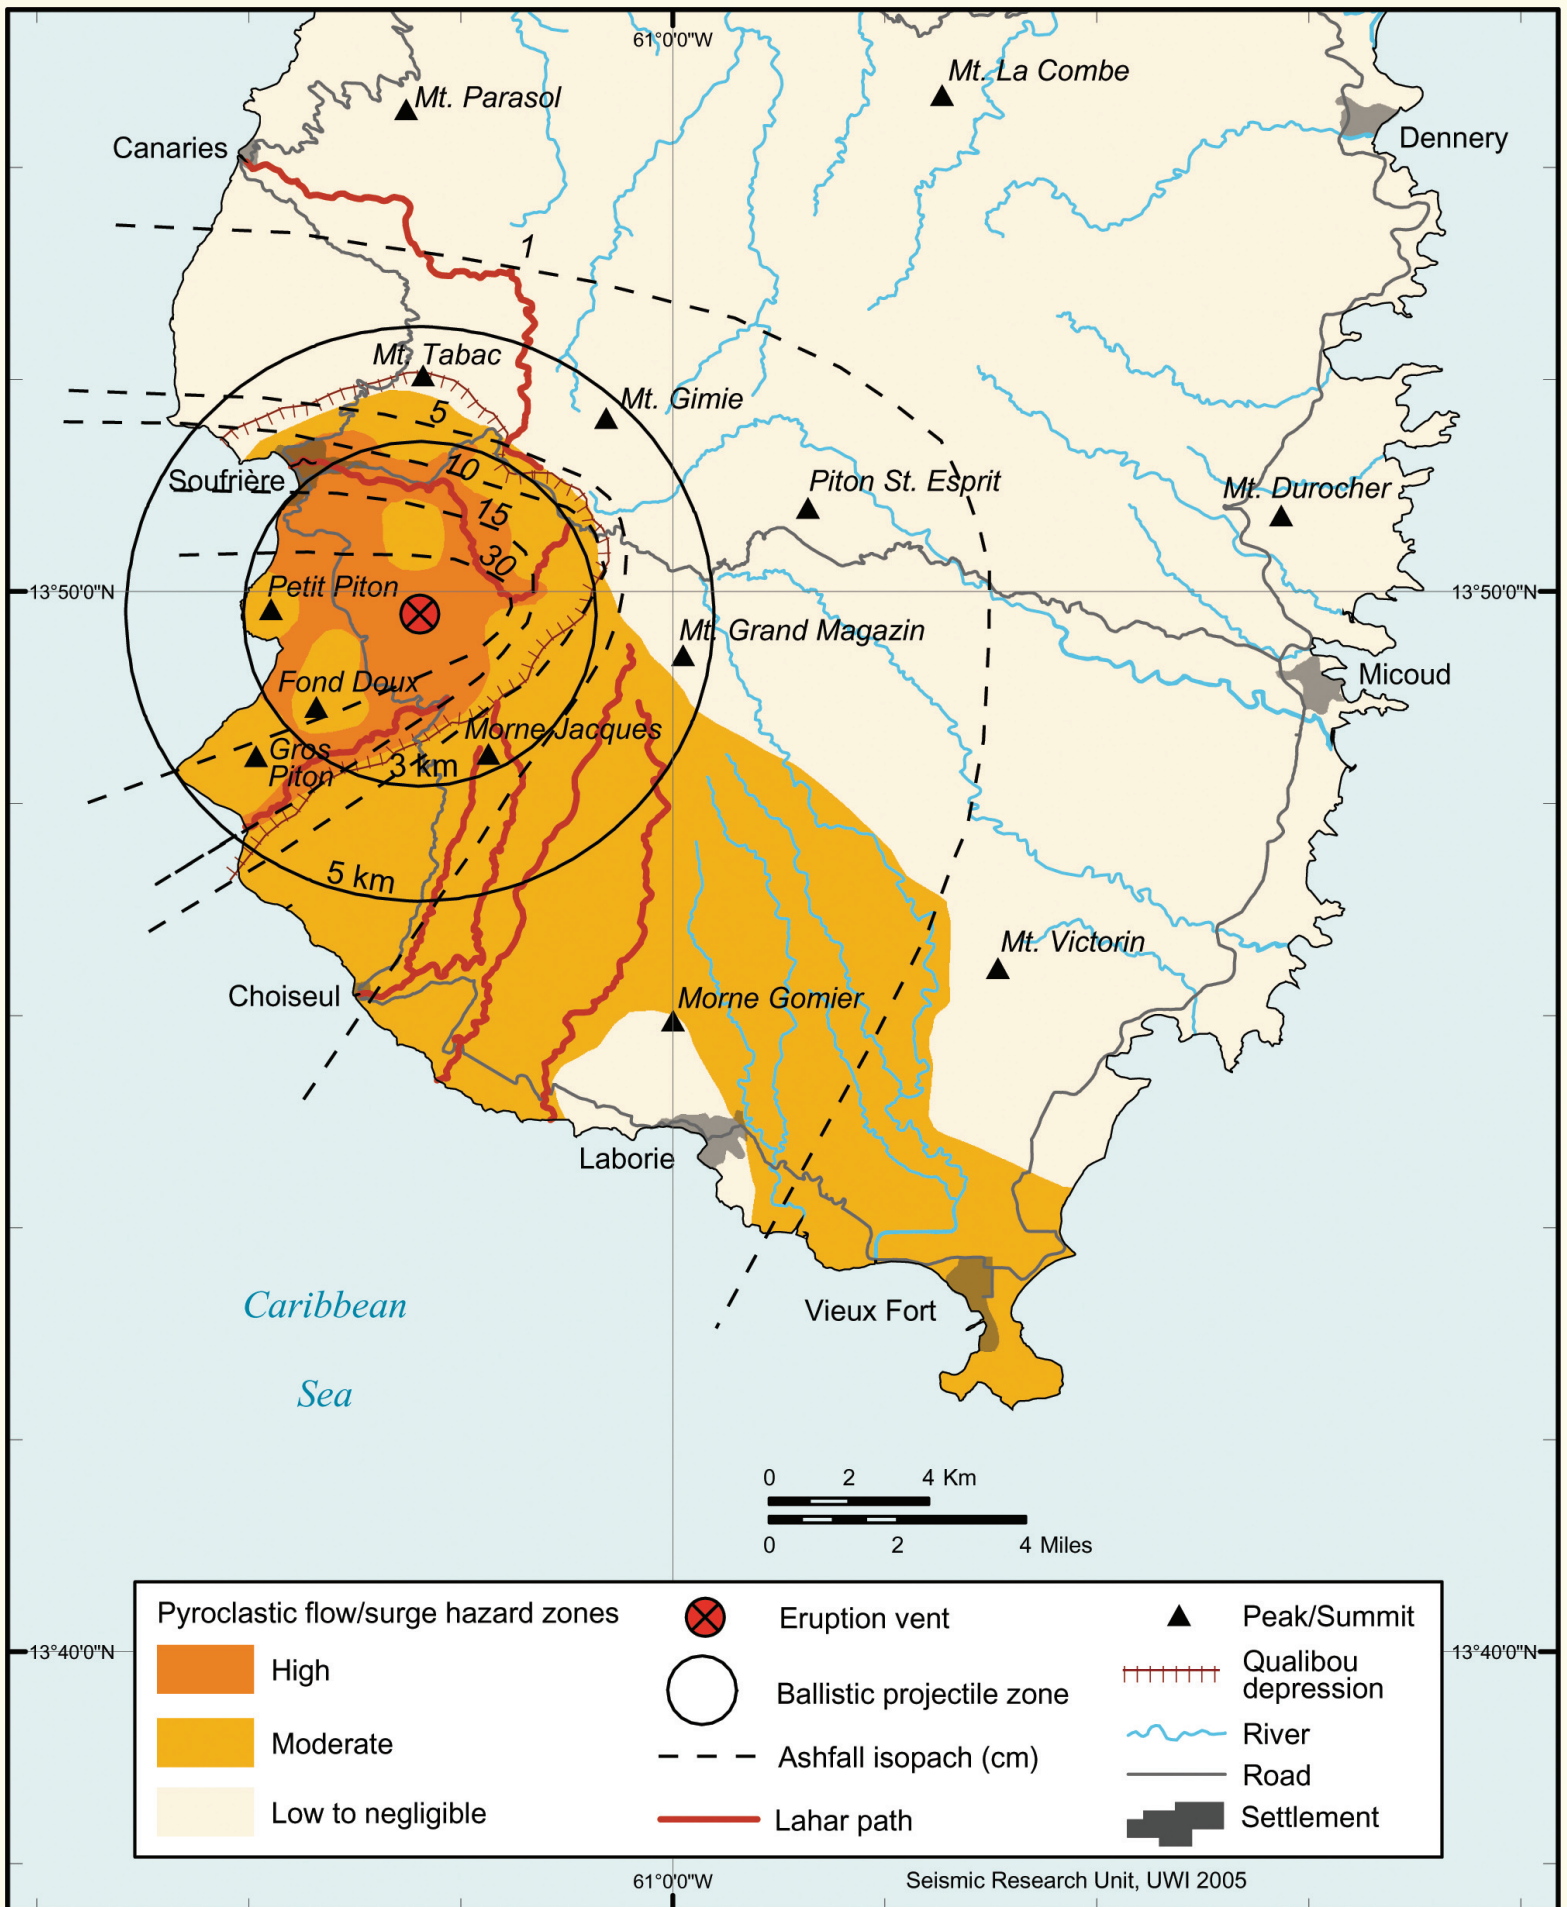 61°0'0"W
Mt. La Combe
Mt. Parasol
Dennery
Canaries
1
Mt. Tabac
5
Mt. Gimie
10
Soufrière
Piton St. Esprit
Mt. Durocher
15
30
13°50'0"N
Petit Piton
13°50'0"N
Mt. Grand Magazin
Micoud
Fond Doux
Morne Jacques
Gros
Piton
3 km
5 km
Mt. Victorin
Choiseul
Morne Gomier
Laborie
Caribbean
Sea
Vieux Fort
0 2 4 Km
0 2 4 Miles
Pyroclastic flow/surge hazard zones
High
Moderate
Low to negligible
Eruption vent
Ballistic projectile zone
Ashfall isopach (cm)
Lahar path
Peak/Summit
Qualibou
depression
River
Road
Settlement
13°40'0"N
13°40'0"N
61°0'0"W
Seismic Research Unit, UWI 2005